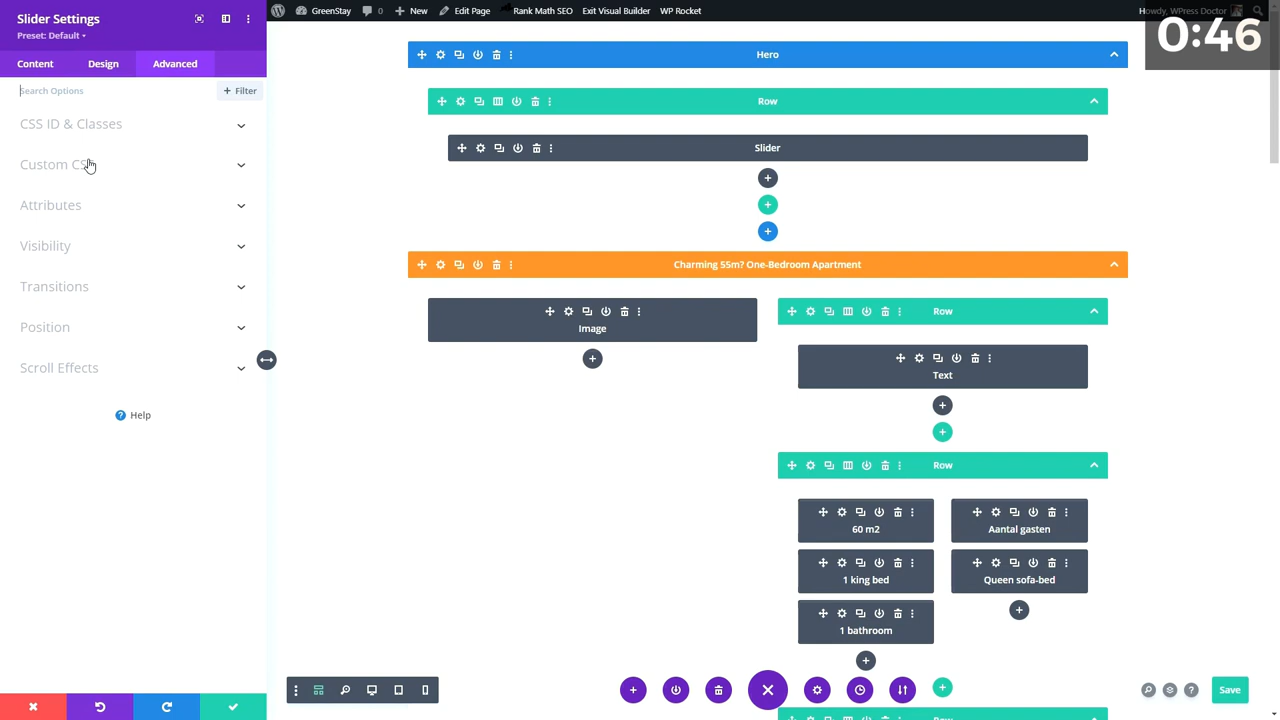 Slider Settings
Preset: Default
Content
Design
Advanced
Search Options
+ Filter
CSS ID & Classes
Custom CSS
Attributes
Visibility
Transitions
Position
Scroll Effects
Help
GreenStay
0
New
Edit Page
Rank Math SEO
Exit Visual Builder
WP Rocket
Howdy, WPress Doctor
0:46
Hero
Row
Slider
Charming 55m? One-Bedroom Apartment
Image
Row
Text
Row
60 m2
Aantal gasten
1 king bed
Queen sofa-bed
1 bathroom
Save
Row